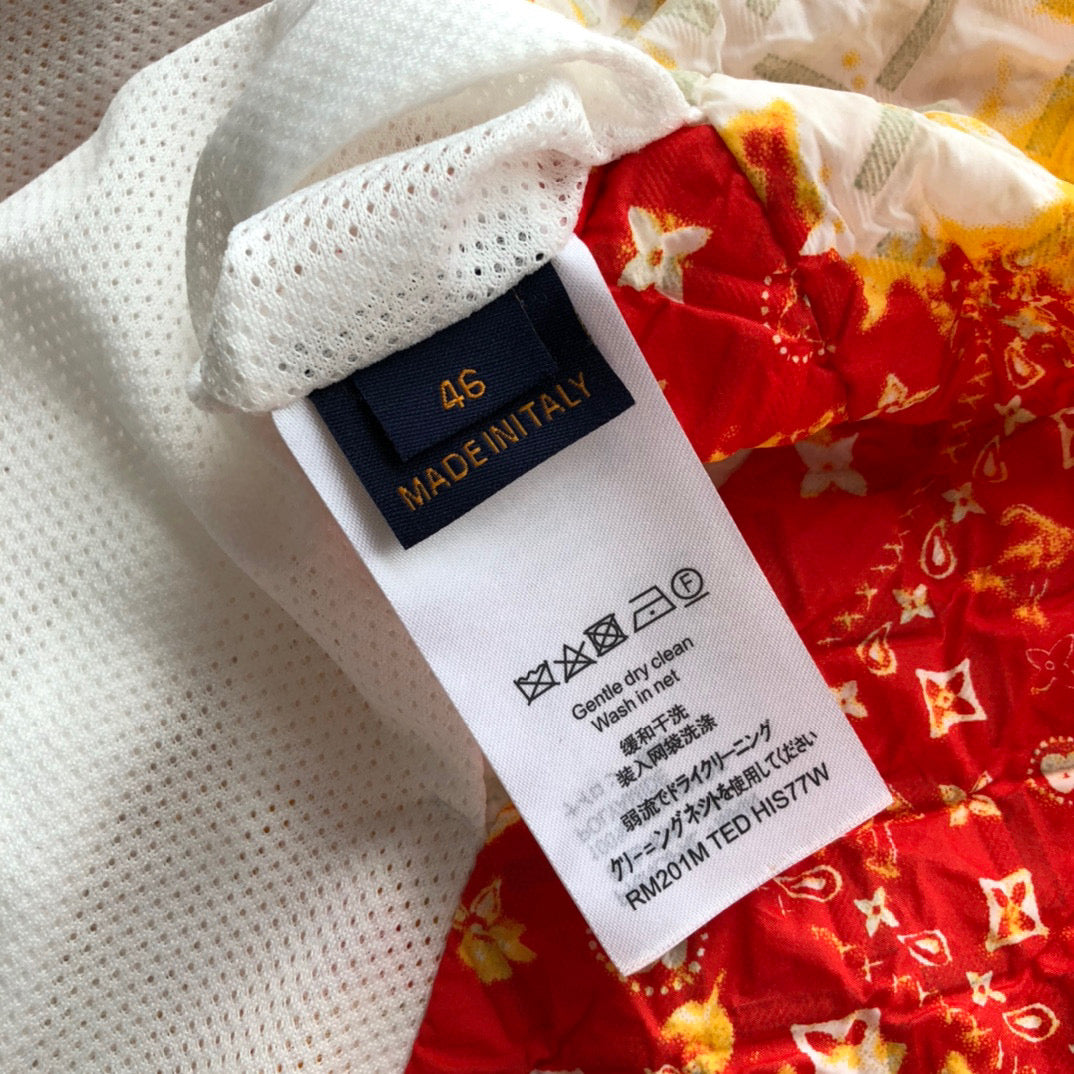 46
MADE IN ITALY
F
Gentle dry clean
Wash in net
缓和干洗
装入网袋洗涤
弱流でドライクリーニング
クリーニングネットを使用してください
RM201M TED HIS77W